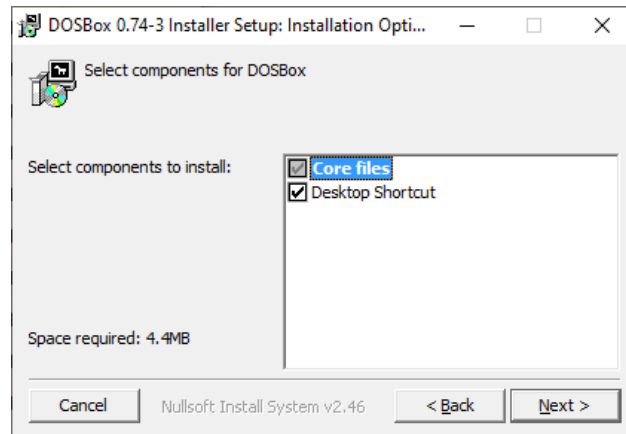 DOSBox 0.74-3 Installer Setup: Installation Opti...
Select components for DOSBox
Select components to install:
Core files
Desktop Shortcut
Space required: 4.4MB
Cancel
Nullsoft Install System v2.46
< Back
Next >